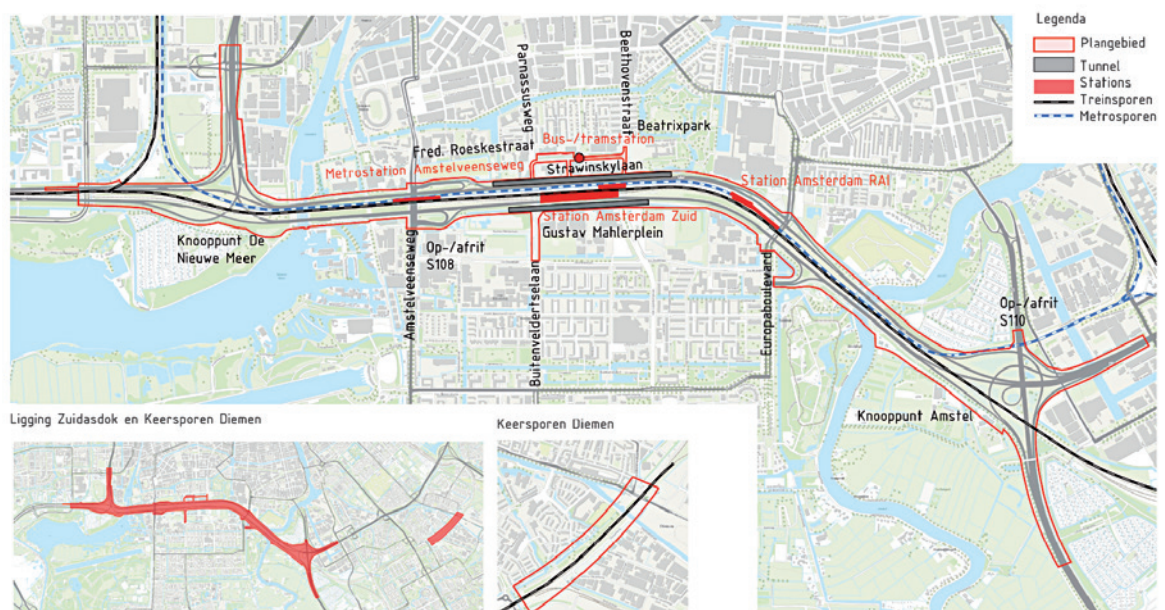 Legenda
Plangebied
Tunnel
Stations
Treinsporen
Metrosporen
Parnassusweg
Beethovenstraat
Beatrixpark
Bus-/tramstation
Fred. Roeskestraat
Metrostation Amstelveenseweg
Strawinskylaan
Station Amsterdam RAI
Station Amsterdam Zuid
Gustav Mahlerplein
Knooppunt De
Nieuwe Meer
Op-/afrit
S108
Amstelveenseweg
Buitenveldertselaan
Europaboulevard
Op-/afrit
S110
Knooppunt Amstel
Ligging Zuidasdok en Keersporen Diemen
Keersporen Diemen